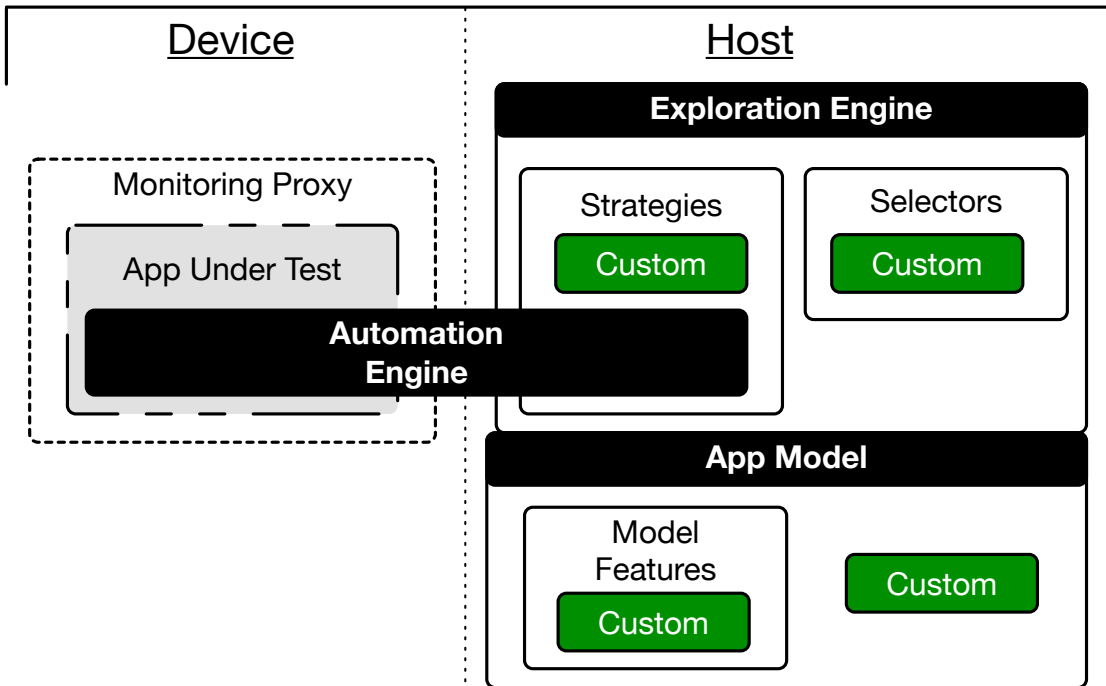 Device
Host
Exploration Engine
Monitoring Proxy
Strategies
Selectors
Custom
Custom
App Under Test
Automation
Engine
App Model
Model
Features
Custom
Custom